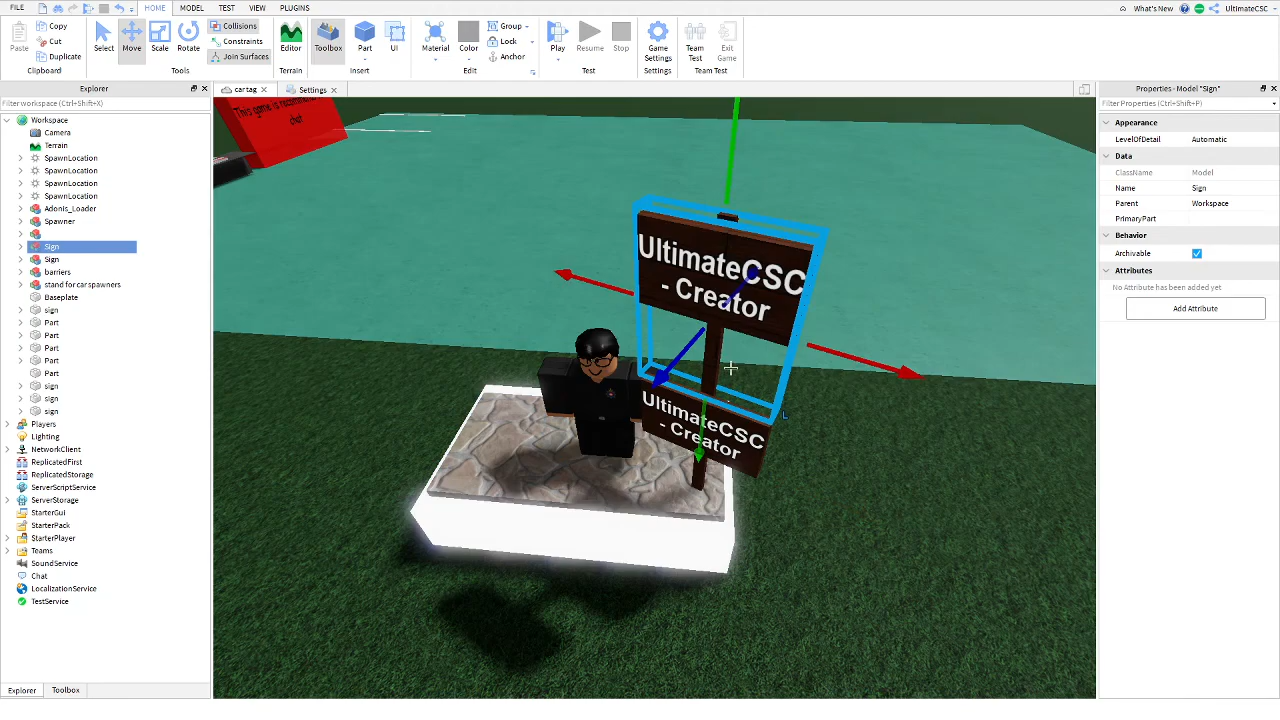 FILE HOME MODEL TEST VIEW PLUGINS What's New UltimateCSC
Paste Copy Cut Duplicate Select Move Scale Rotate Collisions Constraints Join Surfaces Editor Toolbox Part UI Material Color Group Lock Anchor Play Resume Stop Game Settings Team Test Exit Game
Clipboard Tools Terrain Insert Edit Test Settings Team Test
Explorer
Filter workspace (Ctrl+Shift+X)
Workspace
Camera
Terrain
SpawnLocation
SpawnLocation
SpawnLocation
SpawnLocation
Adonis_Loader
Spawner
Sign
Sign
barriers
stand for car spawners
Baseplate
sign
Part
Part
Part
Part
Part
sign
sign
sign
Players
Lighting
NetworkClient
ReplicatedFirst
ReplicatedStorage
ServerScriptService
ServerStorage
StarterGui
StarterPack
StarterPlayer
Teams
SoundService
Chat
LocalizationService
TestService
Explorer Toolbox
cartag Settings
This game is recommend
chat
UltimateCSC
- Creator
UltimateCSC
- Creator
L
Properties - Model "Sign"
Filter Properties (Ctrl+Shift+P)
Appearance
LevelOfDetail Automatic
Data
ClassName Model
Name Sign
Parent Workspace
PrimaryPart
Behavior
Archivable
Attributes
No Attribute has been added yet
Add Attribute